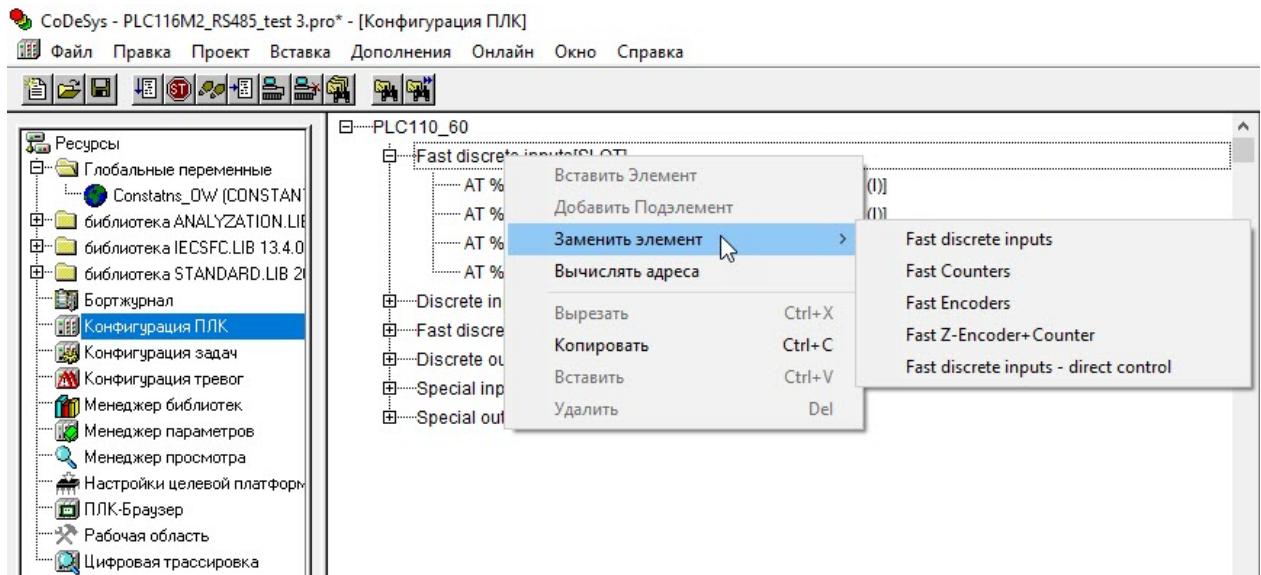 CoDeSys - PLC116M2_RS485_test 3.pro* - [Конфигурация ПЛК]
Файл Правка Проект Вставка Дополнения Онлайн Окно Справка
Ресурсы
Глобальные переменные
Constatns_OW (CONSTANT
библиотека ANALYZATION.LIB
библиотека IECSFC.LIB 13.4.0
библиотека STANDARD.LIB 2
Бортжурнал
Конфигурация ПЛК
Конфигурация задач
Конфигурация тревог
Менеджер библиотек
Менеджер параметров
Менеджер просмотра
Настройки целевой платформ
ПЛК-Браузер
Рабочая область
Цифровая трассировка
PLC110_60
Fast discrete inputs[SLOT]
AT % (I)]
AT % (I)]
AT %
AT %
Discrete in
Fast discre
Discrete ou
Special inp
Special out
Вставить Элемент
Добавить Подэлемент
Заменить элемент
Вычислять адреса
Вырезать Ctrl+X
Копировать Ctrl+C
Вставить Ctrl+V
Удалить Del
Fast discrete inputs
Fast Counters
Fast Encoders
Fast Z-Encoder+Counter
Fast discrete inputs - direct control